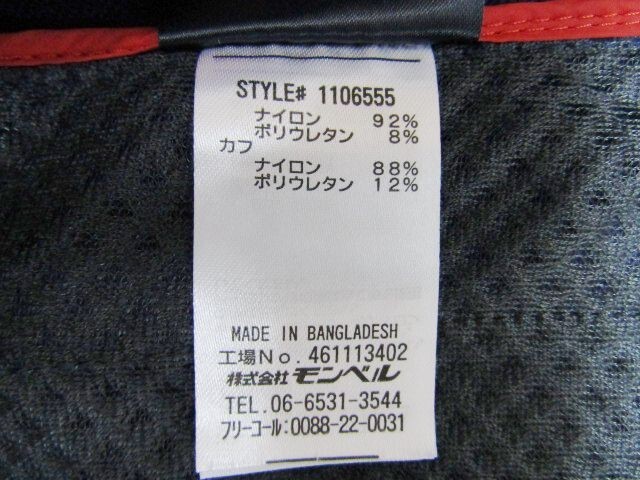 STYLE# 1106555
ナイロン 92%
ポリウレタン 8%
カフ
ナイロン 88%
ポリウレタン 12%
MADE IN BANGLADESH
工場No. 461113402
株式会社 モンベル
TEL. 06-6531-3544
フリーコール:0088-22-0031